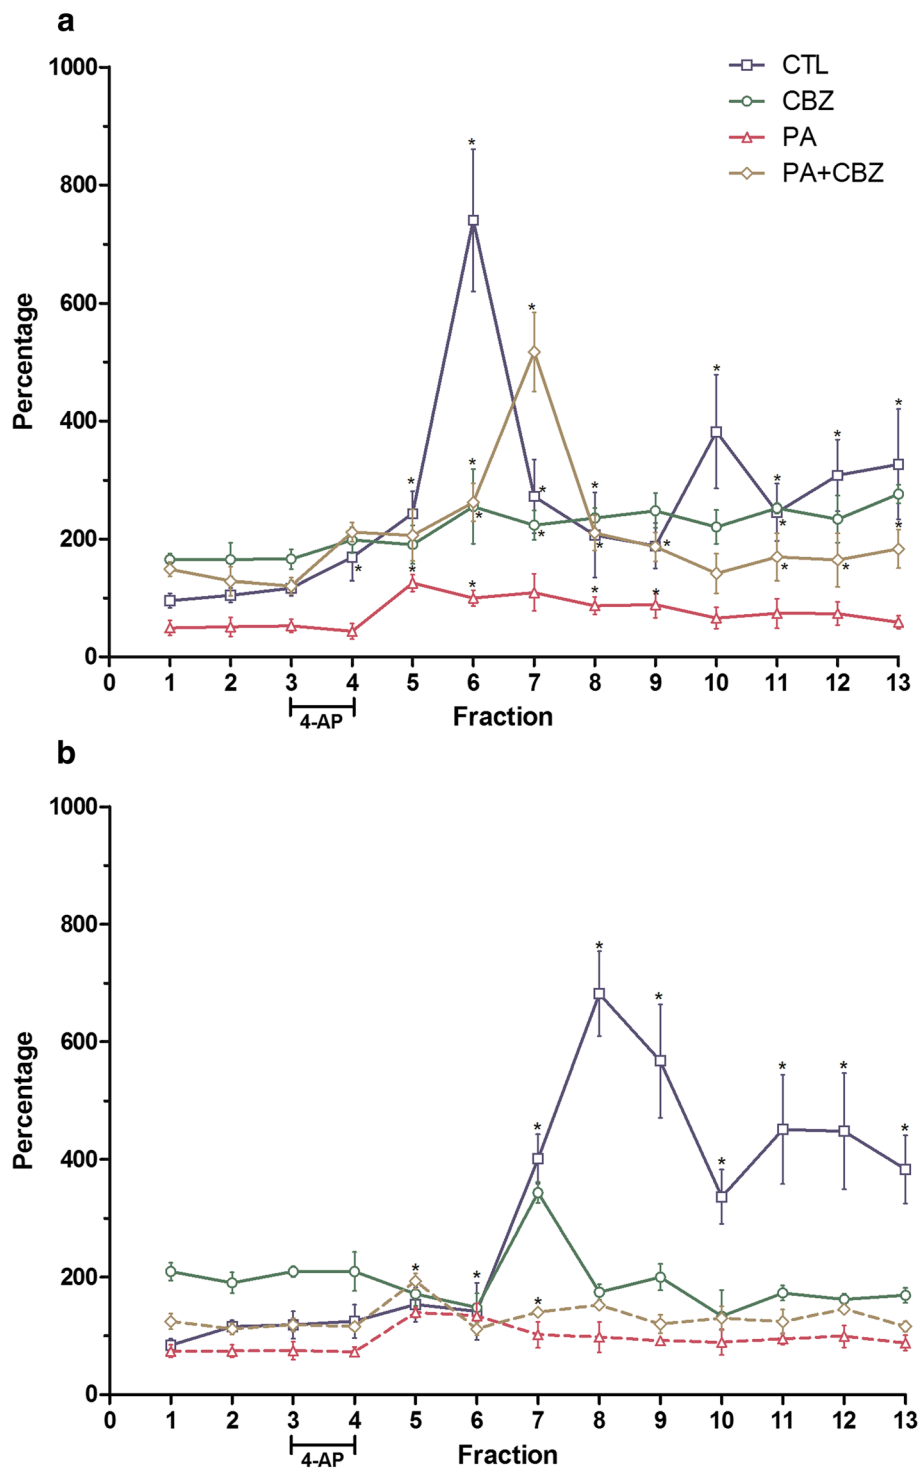 a
1000
800
600
400
200
0
Percentage
CTL
CBZ
PA
PA+CBZ
* * * * * * * * * * * * * * * * * * * * * * *
0 1 2 3 4 5 6 7 8 9 10 11 12 13
4-AP
Fraction
b
1000
800
600
400
200
0
Percentage
* * * * * * * * * *
0 1 2 3 4 5 6 7 8 9 10 11 12 13
4-AP
Fraction